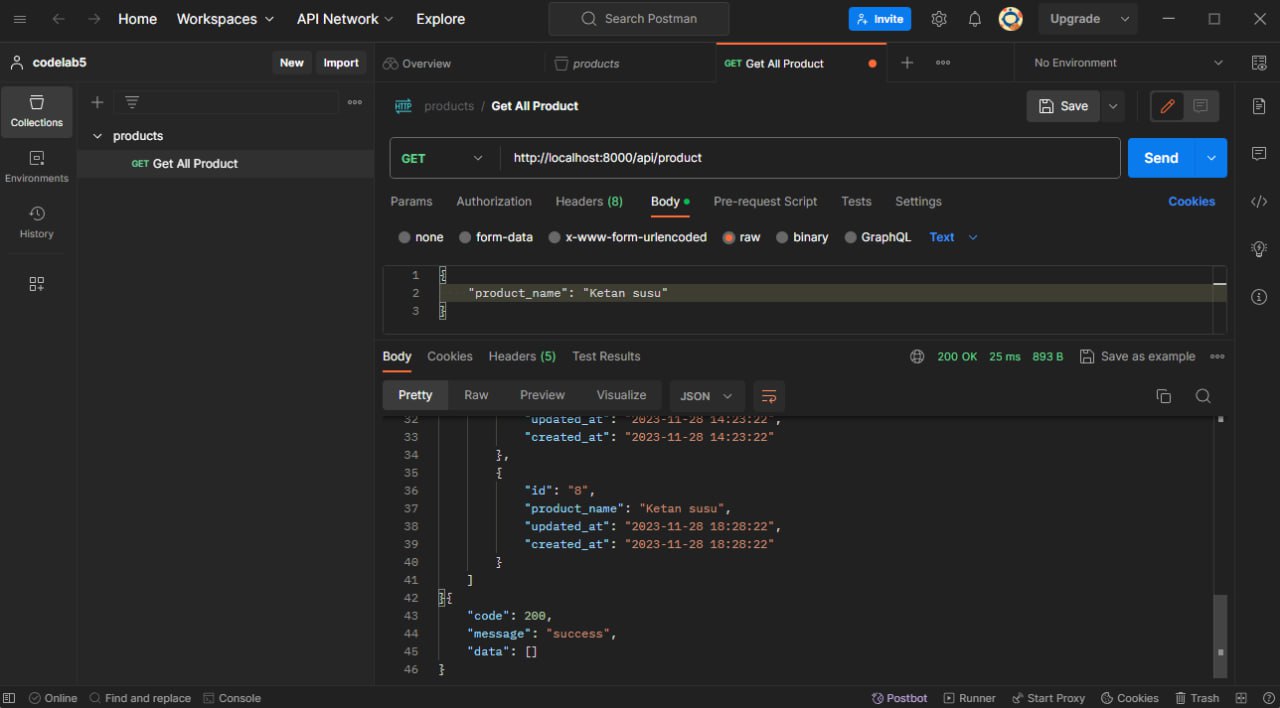 Home Workspaces API Network Explore Search Postman Invite Upgrade
codelab5 New Import Overview products GET Get All Product No Environment
Collections
Environments
History
products
GET Get All Product
HTTP products / Get All Product Save
GET http://localhost:8000/api/product Send
Params Authorization Headers (8) Body Pre-request Script Tests Settings Cookies
none form-data x-www-form-urlencoded raw binary GraphQL Text
1 {
2 "product_name": "Ketan susu"
3 }
Body Cookies Headers (5) Test Results 200 OK 25 ms 893 B Save as example
Pretty Raw Preview Visualize JSON
32 "updated_at": "2023-11-28 14:23:22",
33 "created_at": "2023-11-28 14:23:22"
34 },
35 {
36 "id": "8",
37 "product_name": "Ketan susu",
38 "updated_at": "2023-11-28 18:28:22",
39 "created_at": "2023-11-28 18:28:22"
40 }
41 ]
42 }{
43 "code": 200,
44 "message": "success",
45 "data": []
46 }
Online Find and replace Console Postbot Runner Start Proxy Cookies Trash